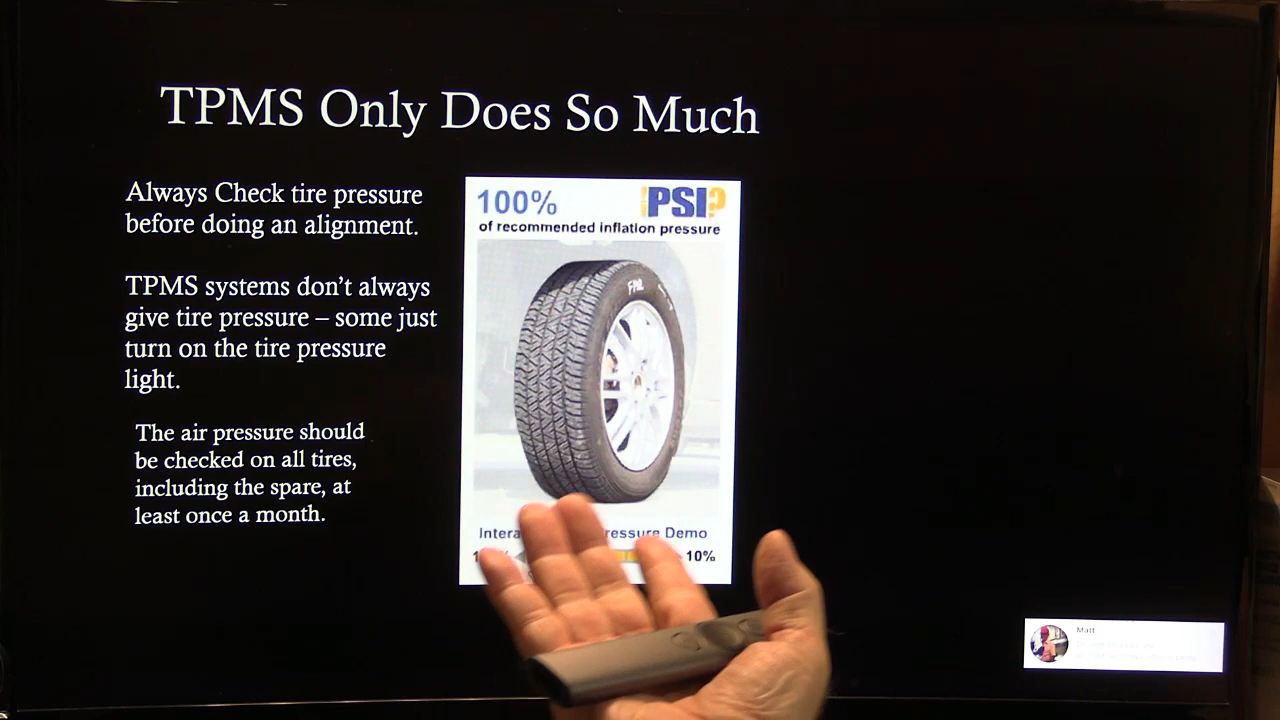 TPMS Only Does So Much
Always Check tire pressure
before doing an alignment.
TPMS systems don’t always
give tire pressure – some just
turn on the tire pressure
light.
The air pressure should
be checked on all tires,
including the spare, at
least once a month.
100%
PSI?
of recommended inflation pressure
Demo
10%
Matt